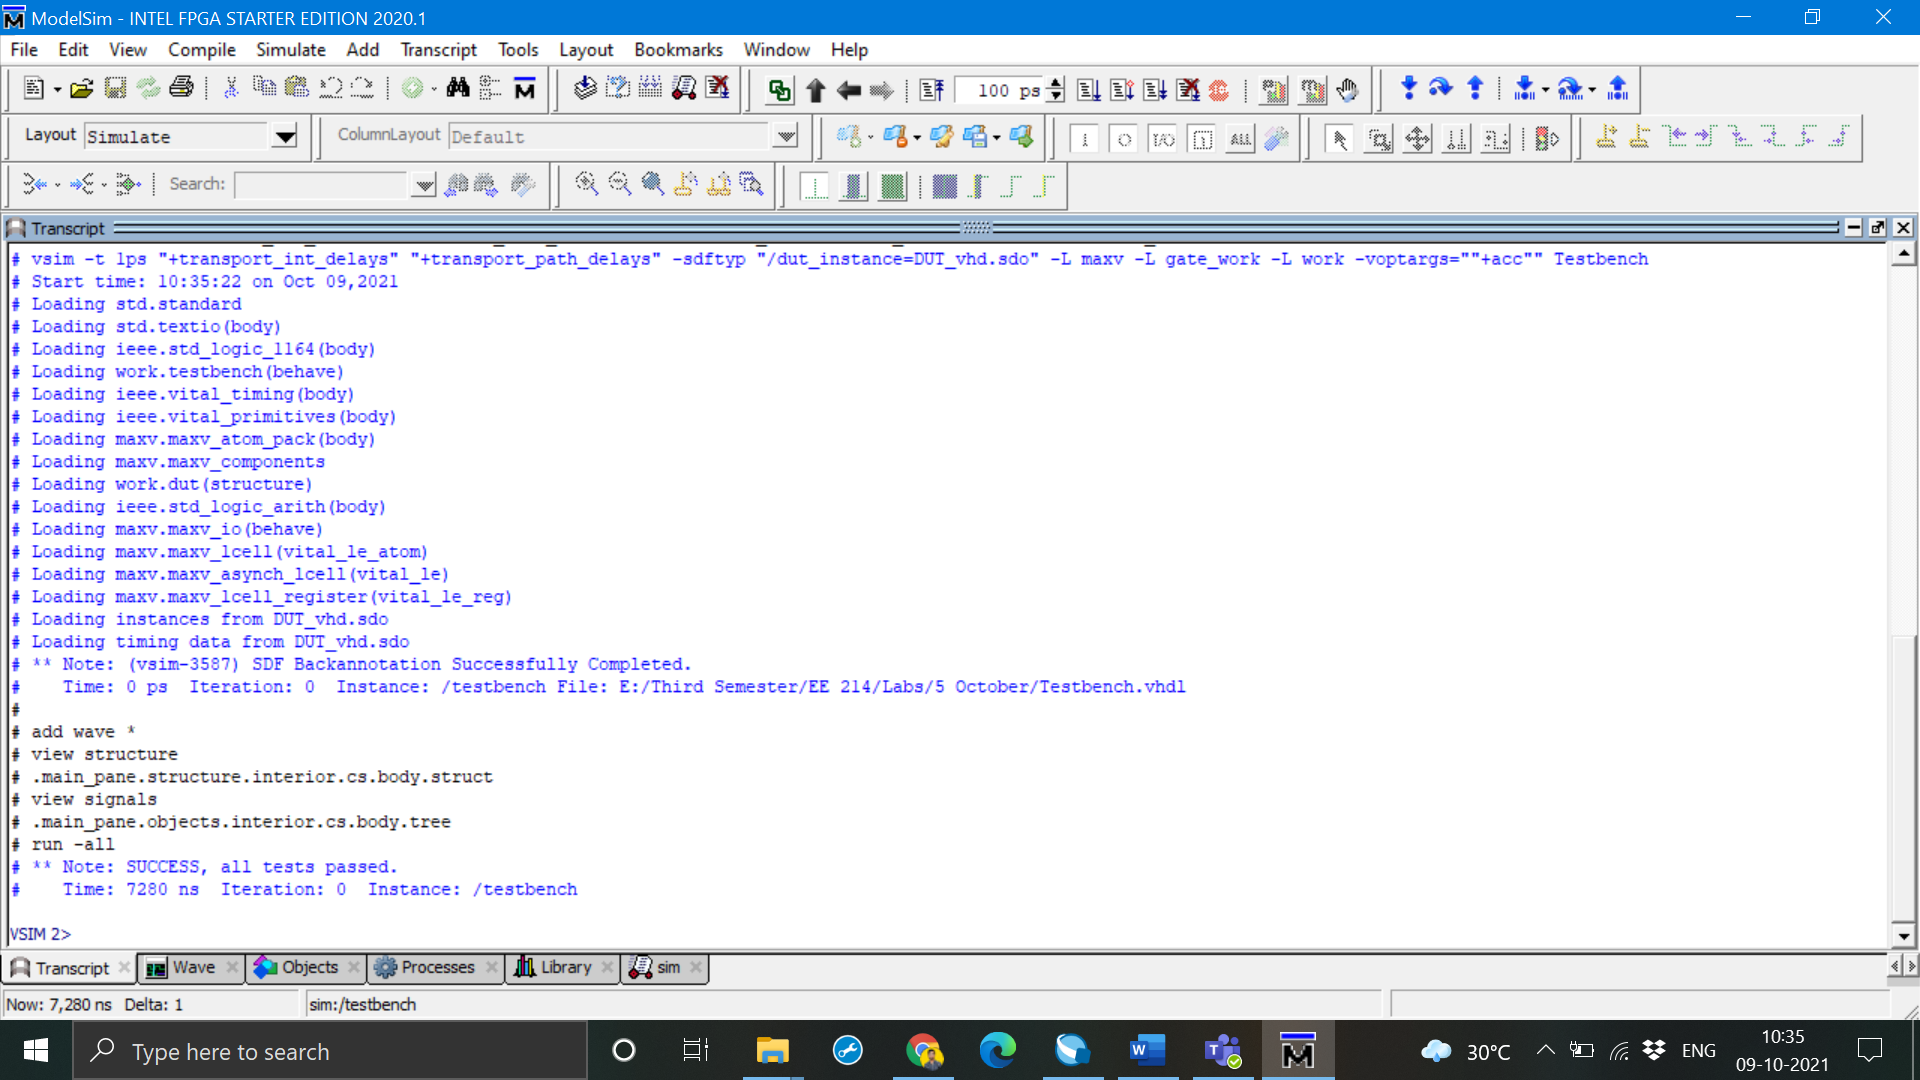 ModelSim - INTEL FPGA STARTER EDITION 2020.1
File Edit View Compile Simulate Add Transcript Tools Layout Bookmarks Window Help
100 ps
Layout Simulate ColumnLayout Default
ALL
Search:
Transcript
# vsim -t 1ps "+transport_int_delays" "+transport_path_delays" -sdftyp "/dut_instance=DUT_vhd.sdo" -L maxv -L gate_work -L work -voptargs=""+acc"" Testbench
# Start time: 10:35:22 on Oct 09,2021
# Loading std.standard
# Loading std.textio(body)
# Loading ieee.std_logic_1164(body)
# Loading work.testbench(behave)
# Loading ieee.vital_timing(body)
# Loading ieee.vital_primitives(body)
# Loading maxv.maxv_atom_pack(body)
# Loading maxv.maxv_components
# Loading work.dut(structure)
# Loading ieee.std_logic_arith(body)
# Loading maxv.maxv_io(behave)
# Loading maxv.maxv_lcell(vital_le_atom)
# Loading maxv.maxv_asynch_lcell(vital_le)
# Loading maxv.maxv_lcell_register(vital_le_reg)
# Loading instances from DUT_vhd.sdo
# Loading timing data from DUT_vhd.sdo
# ** Note: (vsim-3587) SDF Backannotation Successfully Completed.
#    Time: 0 ps  Iteration: 0  Instance: /testbench File: E:/Third Semester/EE 214/Labs/5 October/Testbench.vhdl
#
# add wave *
# view structure
# .main_pane.structure.interior.cs.body.struct
# view signals
# .main_pane.objects.interior.cs.body.tree
# run -all
# ** Note: SUCCESS, all tests passed.
#    Time: 7280 ns  Iteration: 0  Instance: /testbench
VSIM 2>
Transcript Wave Objects Processes Library sim
Now: 7,280 ns Delta: 1 sim:/testbench
Type here to search
30°C ENG
10:35
09-10-2021